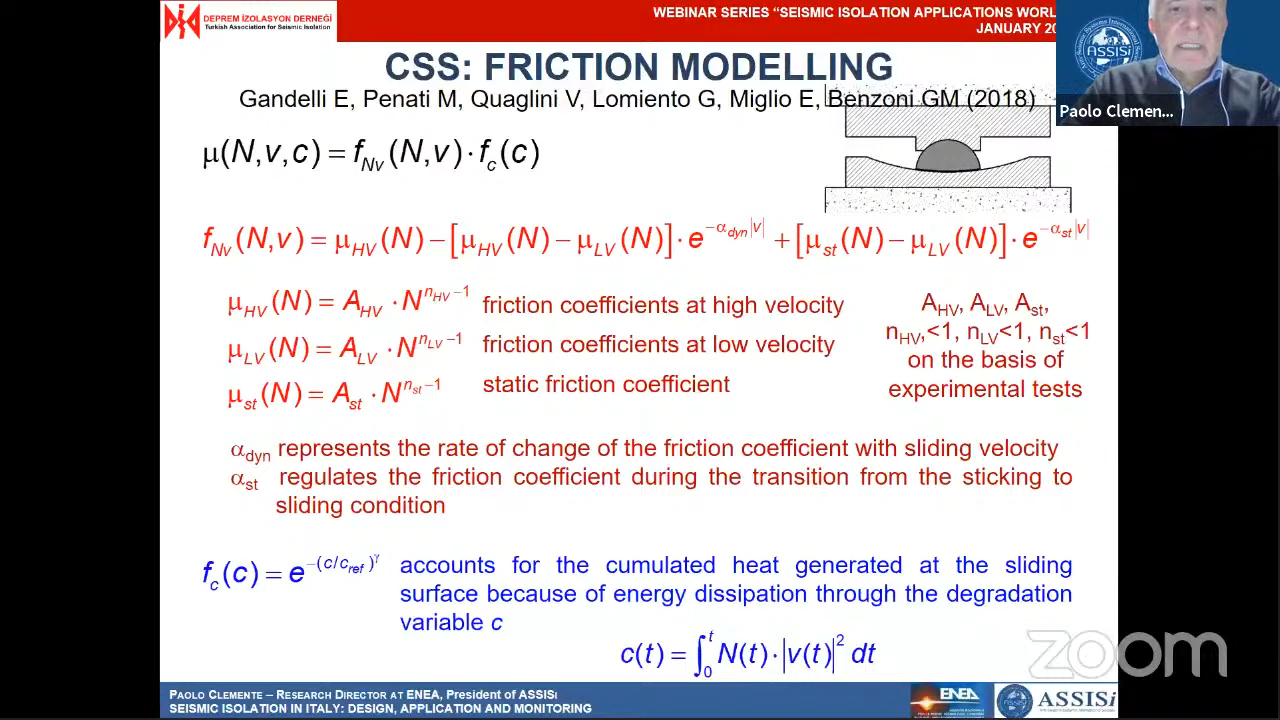 DEPREM İZOLASYON DERNEĞİ
Turkish Association for Seismic Isolation
WEBINAR SERIES “SEISMIC ISOLATION APPLICATIONS
JANUARY
CSS: FRICTION MODELLING
Gandelli E, Penati M, Quaglini V, Lomiento G, Miglio E, Benzoni GM (2018)
ASSISi
Paolo Clemen...
μ(N,v,c) = f_Nv (N,v) · f_c (c)
f_Nv (N,v) = μ_HV (N) − [μ_HV (N) − μ_LV (N)] · e^(−α_dyn|v|) + [μ_st (N) − μ_LV (N)] · e^(−α_st|v|)
μ_HV (N) = A_HV · N^(n_HV−1) friction coefficients at high velocity
μ_LV (N) = A_LV · N^(n_LV−1) friction coefficients at low velocity
μ_st (N) = A_st · N^(n_st−1) static friction coefficient
A_HV, A_LV, A_st,
n_HV,<1, n_LV<1, n_st<1
on the basis of
experimental tests
α_dyn represents the rate of change of the friction coefficient with sliding velocity
α_st regulates the friction coefficient during the transition from the sticking to
sliding condition
f_c (c) = e^(−(c/c_ref)^γ) accounts for the cumulated heat generated at the sliding
surface because of energy dissipation through the degradation
variable c
c(t) = ∫_0^t N(t) · |v(t)|^2 dt
zoom
PAOLO CLEMENTE – RESEARCH DIRECTOR AT ENEA, PRESIDENT OF ASSISi
SEISMIC ISOLATION IN ITALY: DESIGN, APPLICATION AND MONITORING
ENEA
ASSISi